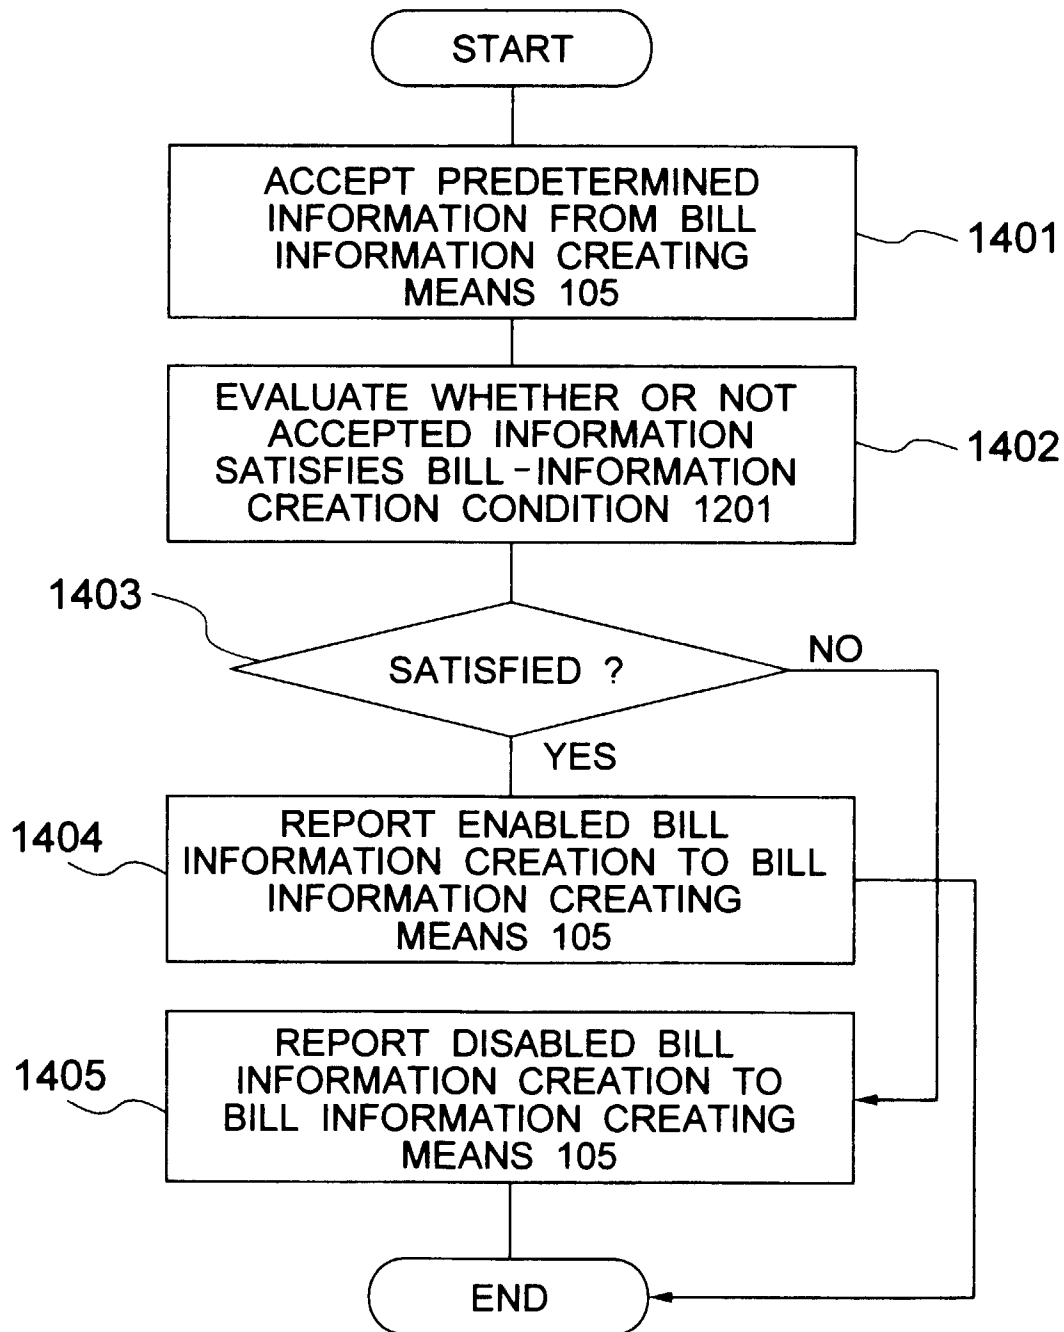 START
ACCEPT PREDETERMINED
INFORMATION FROM BILL
INFORMATION CREATING
MEANS 105
1401
EVALUATE WHETHER OR NOT
ACCEPTED INFORMATION
SATISFIES BILL-INFORMATION
CREATION CONDITION 1201
1402
1403
SATISFIED ?
NO
YES
1404
REPORT ENABLED BILL
INFORMATION CREATION TO BILL
INFORMATION CREATING
MEANS 105
1405
REPORT DISABLED BILL
INFORMATION CREATION TO
BILL INFORMATION CREATING
MEANS 105
END